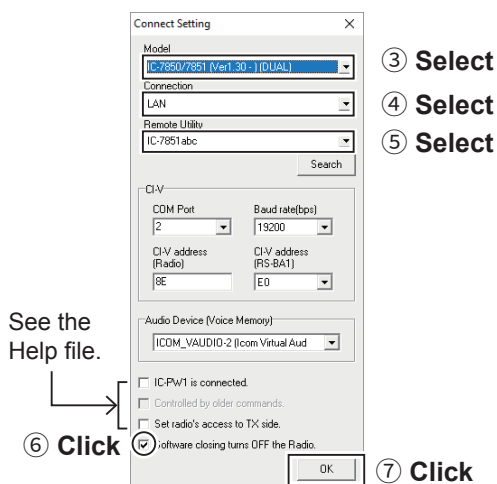 Connect Setting
Model
IC-7850/7851 (Ver1.30 - ) (DUAL)
③ Select
Connection
LAN
④ Select
Remote Utility
IC-7851abc
⑤ Select
Search
CI-V
COM Port Baud rate(bps)
2 19200
CI-V address (Radio) CI-V address (RS-BA1)
8E E0
Audio Device (Voice Memory)
ICOM_VAUDIO-2 (Icom Virtual Aud
See the
Help file.
IC-PW1 is connected.
Controlled by older commands.
Set radio's access to TX side.
⑥ Click
Software closing turns OFF the Radio.
OK
⑦ Click